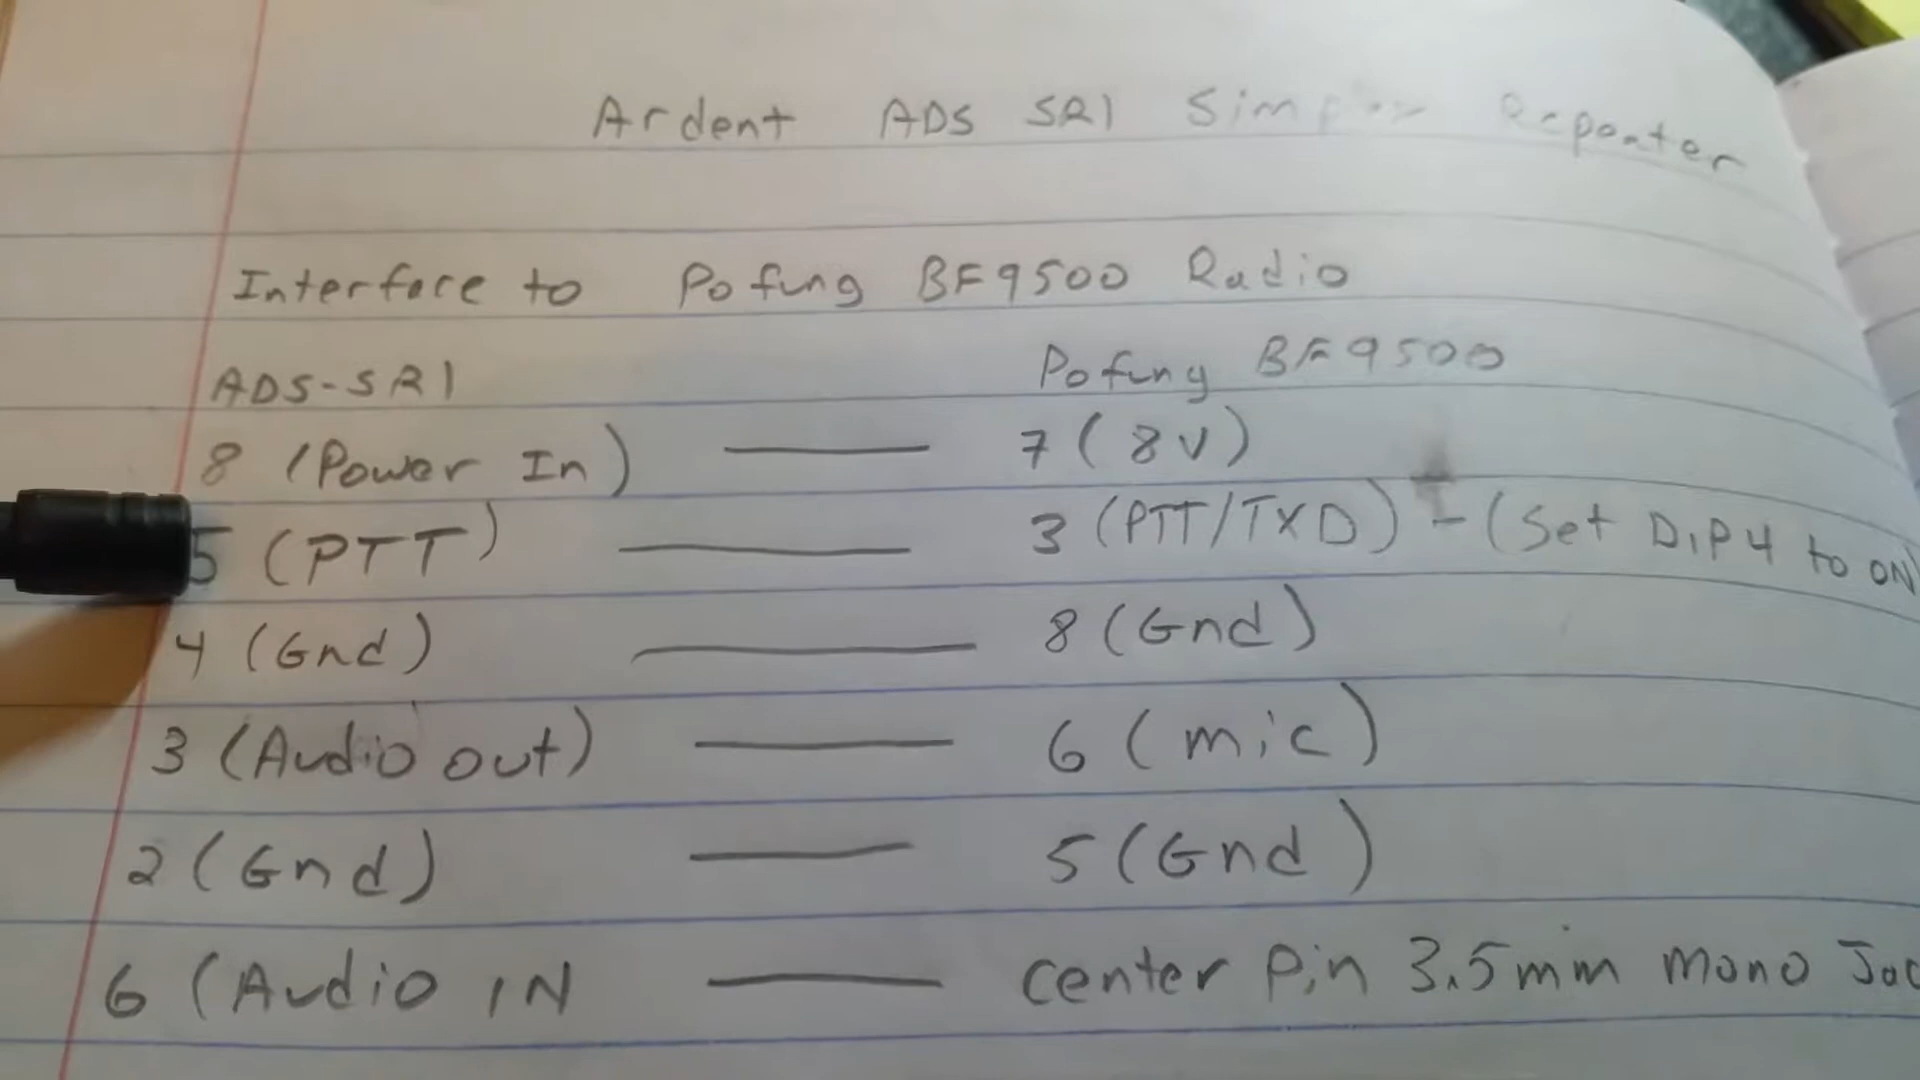 Ardent ADS SR1 Simplex Repeater
Interface to Pofung BF9500 Radio
ADS-SR1 Pofung BF9500
8 (Power In) — 7 (8V)
5 (PTT) — 3 (PTT/TXD) - (Set DIP4 to ON
4 (Gnd) — 8 (Gnd)
3 (Audio out) — 6 (mic)
2 (Gnd) — 5 (Gnd)
6 (Audio IN — center Pin 3.5mm mono Jac